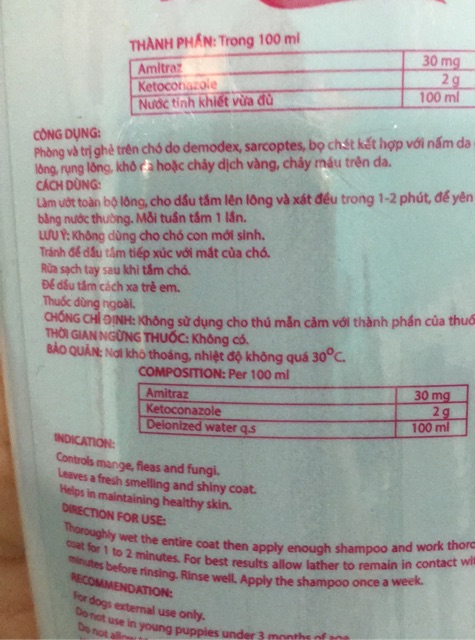 THÀNH PHẦN: Trong 100 ml
Amitraz 30 mg
Ketoconazole 2 g
Nước tinh khiết vừa đủ 100 ml
CÔNG DỤNG:
Phòng và trị ghẻ trên chó do demodex, sarcoptes, bọ chét kết hợp với nấm da
lông, rụng lông, khô da hoặc chảy dịch vàng, chảy máu trên da.
CÁCH DÙNG:
Làm ướt toàn bộ lông, cho dầu tắm lên lông và xát đều trong 1-2 phút, để yên
bằng nước thường. Mỗi tuần tắm 1 lần.
LƯU Ý: Không dùng cho chó con mới sinh.
Tránh để dầu tắm tiếp xúc với mắt của chó.
Rửa sạch tay sau khi tắm chó.
Để dầu tắm cách xa trẻ em.
Thuốc dùng ngoài.
CHỐNG CHỈ ĐỊNH: Không sử dụng cho thú mẫn cảm với thành phần của thuố
THỜI GIAN NGỪNG THUỐC: Không có.
BẢO QUẢN: Nơi khô thoáng, nhiệt độ không quá 30°C.
COMPOSITION: Per 100 ml
Amitraz 30 mg
Ketoconazole 2 g
Deionized water q.s 100 ml
INDICATION:
Controls mange, fleas and fungi.
Leaves a fresh smelling and shiny coat.
Helps in maintaining healthy skin.
DIRECTION FOR USE:
Thoroughly wet the entire coat then apply enough shampoo and work thoro
coat for 1 to 2 minutes. For best results allow lather to remain in contact wi
minutes before rinsing. Rinse well. Apply the shampoo once a week.
RECOMMENDATION:
For dogs external use only.
Do not use in young puppies under 3 months of age
Do not allow